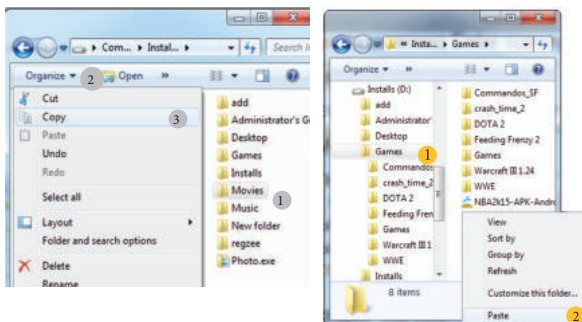 Com... Instal...
Search In
Organize 2 Open »
Cut
Copy 3
Paste
Undo
Redo
Select all
Layout
Folder and search options
Delete
Rename
add
Administrator's G
Desktop
Games
Installs
Movies
Music 1
New folder
regzee
Photo.exe
« Insta... Games
Organize »
Installs (D:)
add
Administrator'
Desktop
Games 1
Commandos
crash_time_2
DOTA 2
Feeding Fren
Games
Warcraft III 1
WWE
Installs
Commandos_SF
crash_time_2
DOTA 2
Feeding Frenzy 2
Games
Warcraft III 1.24
WWE
NBA2k15-APK-Andro
View
Sort by
Group by
Refresh
Customize this folder...
Paste 2
8 items